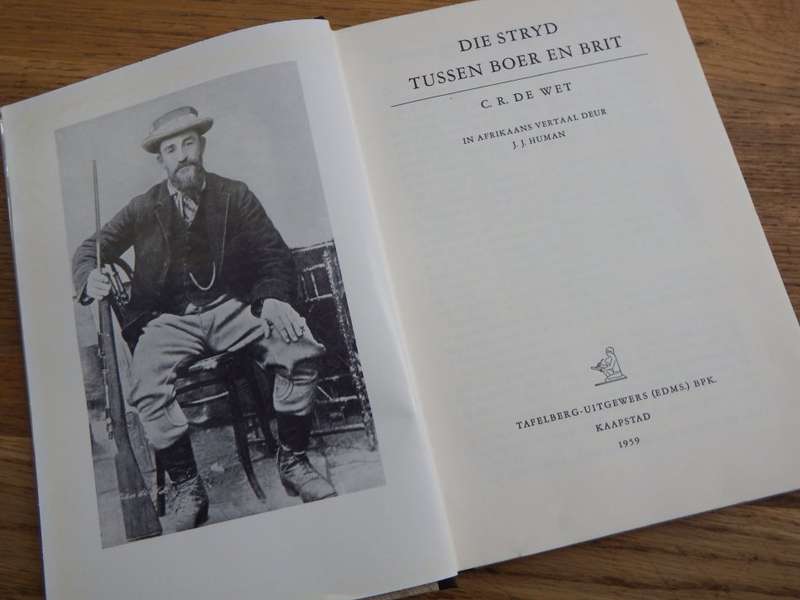 DIE STRYD
TUSSEN BOER EN BRIT
C. R. DE WET
IN AFRIKAANS VERTAAL DEUR
J. J. HUMAN
TAFELBERG-UITGEWERS (EDMS.) BPK.
KAAPSTAD
1959